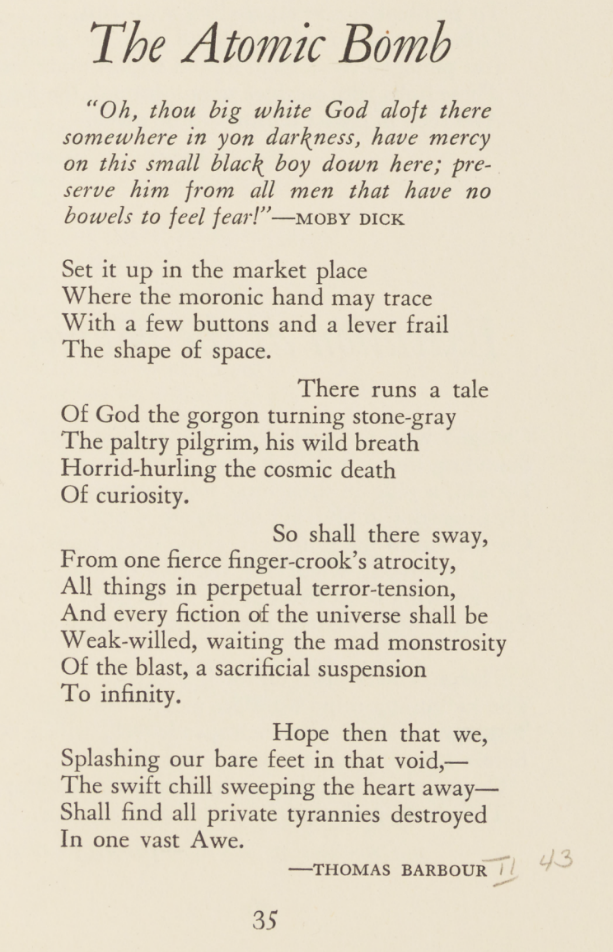 The Atomic Bomb
“Oh, thou big white God aloft there
somewhere in yon darkness, have mercy
on this small black boy down here; pre-
serve him from all men that have no
bowels to feel fear!”—MOBY DICK
Set it up in the market place
Where the moronic hand may trace
With a few buttons and a lever frail
The shape of space.
There runs a tale
Of God the gorgon turning stone-gray
The paltry pilgrim, his wild breath
Horrid-hurling the cosmic death
Of curiosity.
So shall there sway,
From one fierce finger-crook’s atrocity,
All things in perpetual terror-tension,
And every fiction of the universe shall be
Weak-willed, waiting the mad monstrosity
Of the blast, a sacrificial suspension
To infinity.
Hope then that we,
Splashing our bare feet in that void,—
The swift chill sweeping the heart away—
Shall find all private tyrannies destroyed
In one vast Awe.
—THOMAS BARBOUR II 43
35